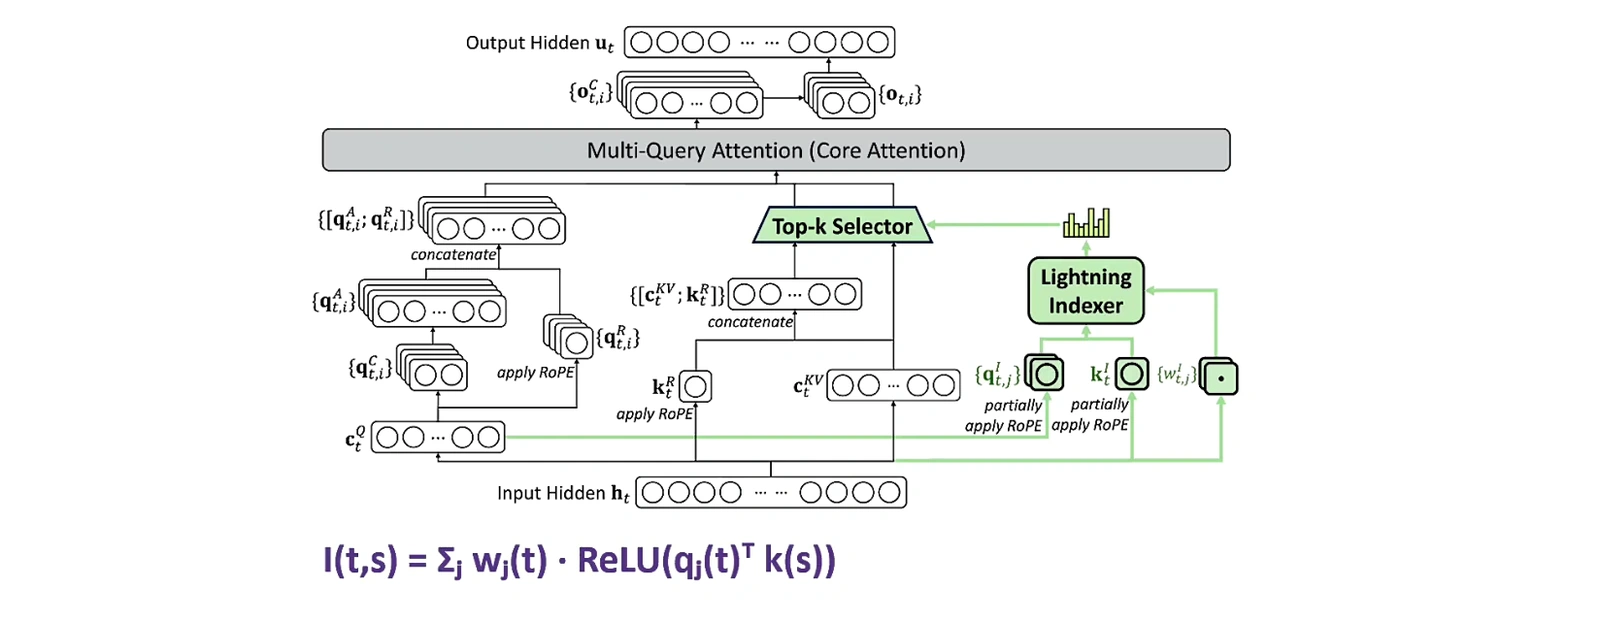 Output Hidden u_t
{o^C_{t,i}}
{o_{t,i}}
Multi-Query Attention (Core Attention)
{[q^A_{t,i}; q^R_{t,i}]}
concatenate
Top-k Selector
Lightning
Indexer
{q^A_{t,i}}
{[c^{KV}_t; k^R_t]}
concatenate
{q^R_{t,i}}
{q^C_{t,i}}
apply RoPE
k^R_t
apply RoPE
c^{KV}_t
{q^I_{t,j}}
partially
apply RoPE
k^I_t
partially
apply RoPE
{w^I_{t,j}}
c^Q_t
Input Hidden h_t
I(t,s) = Σ_j w_j(t) · ReLU(q_j(t)^T k(s))